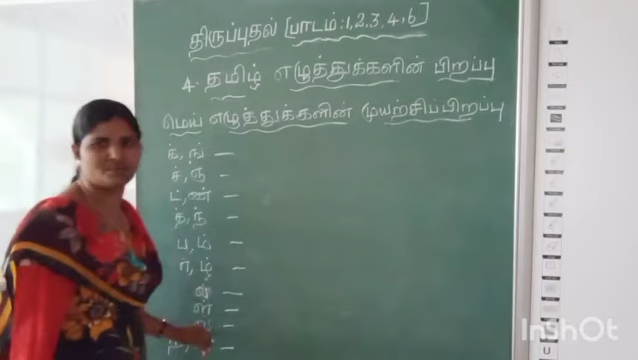 திருப்புதல் [பாடம்:1,2,3,4,6]
4. தமிழ் எழுத்துக்களின் பிறப்பு
மெய் எழுத்துக்களின் முயற்சிப்பிறப்பு
க்,ங் —
ச்,ஞ் —
ட்,ண் —
த்,ந் —
ப,ம் —
ர,ழ் —
ல் —
ள் —
—
—
InShOt